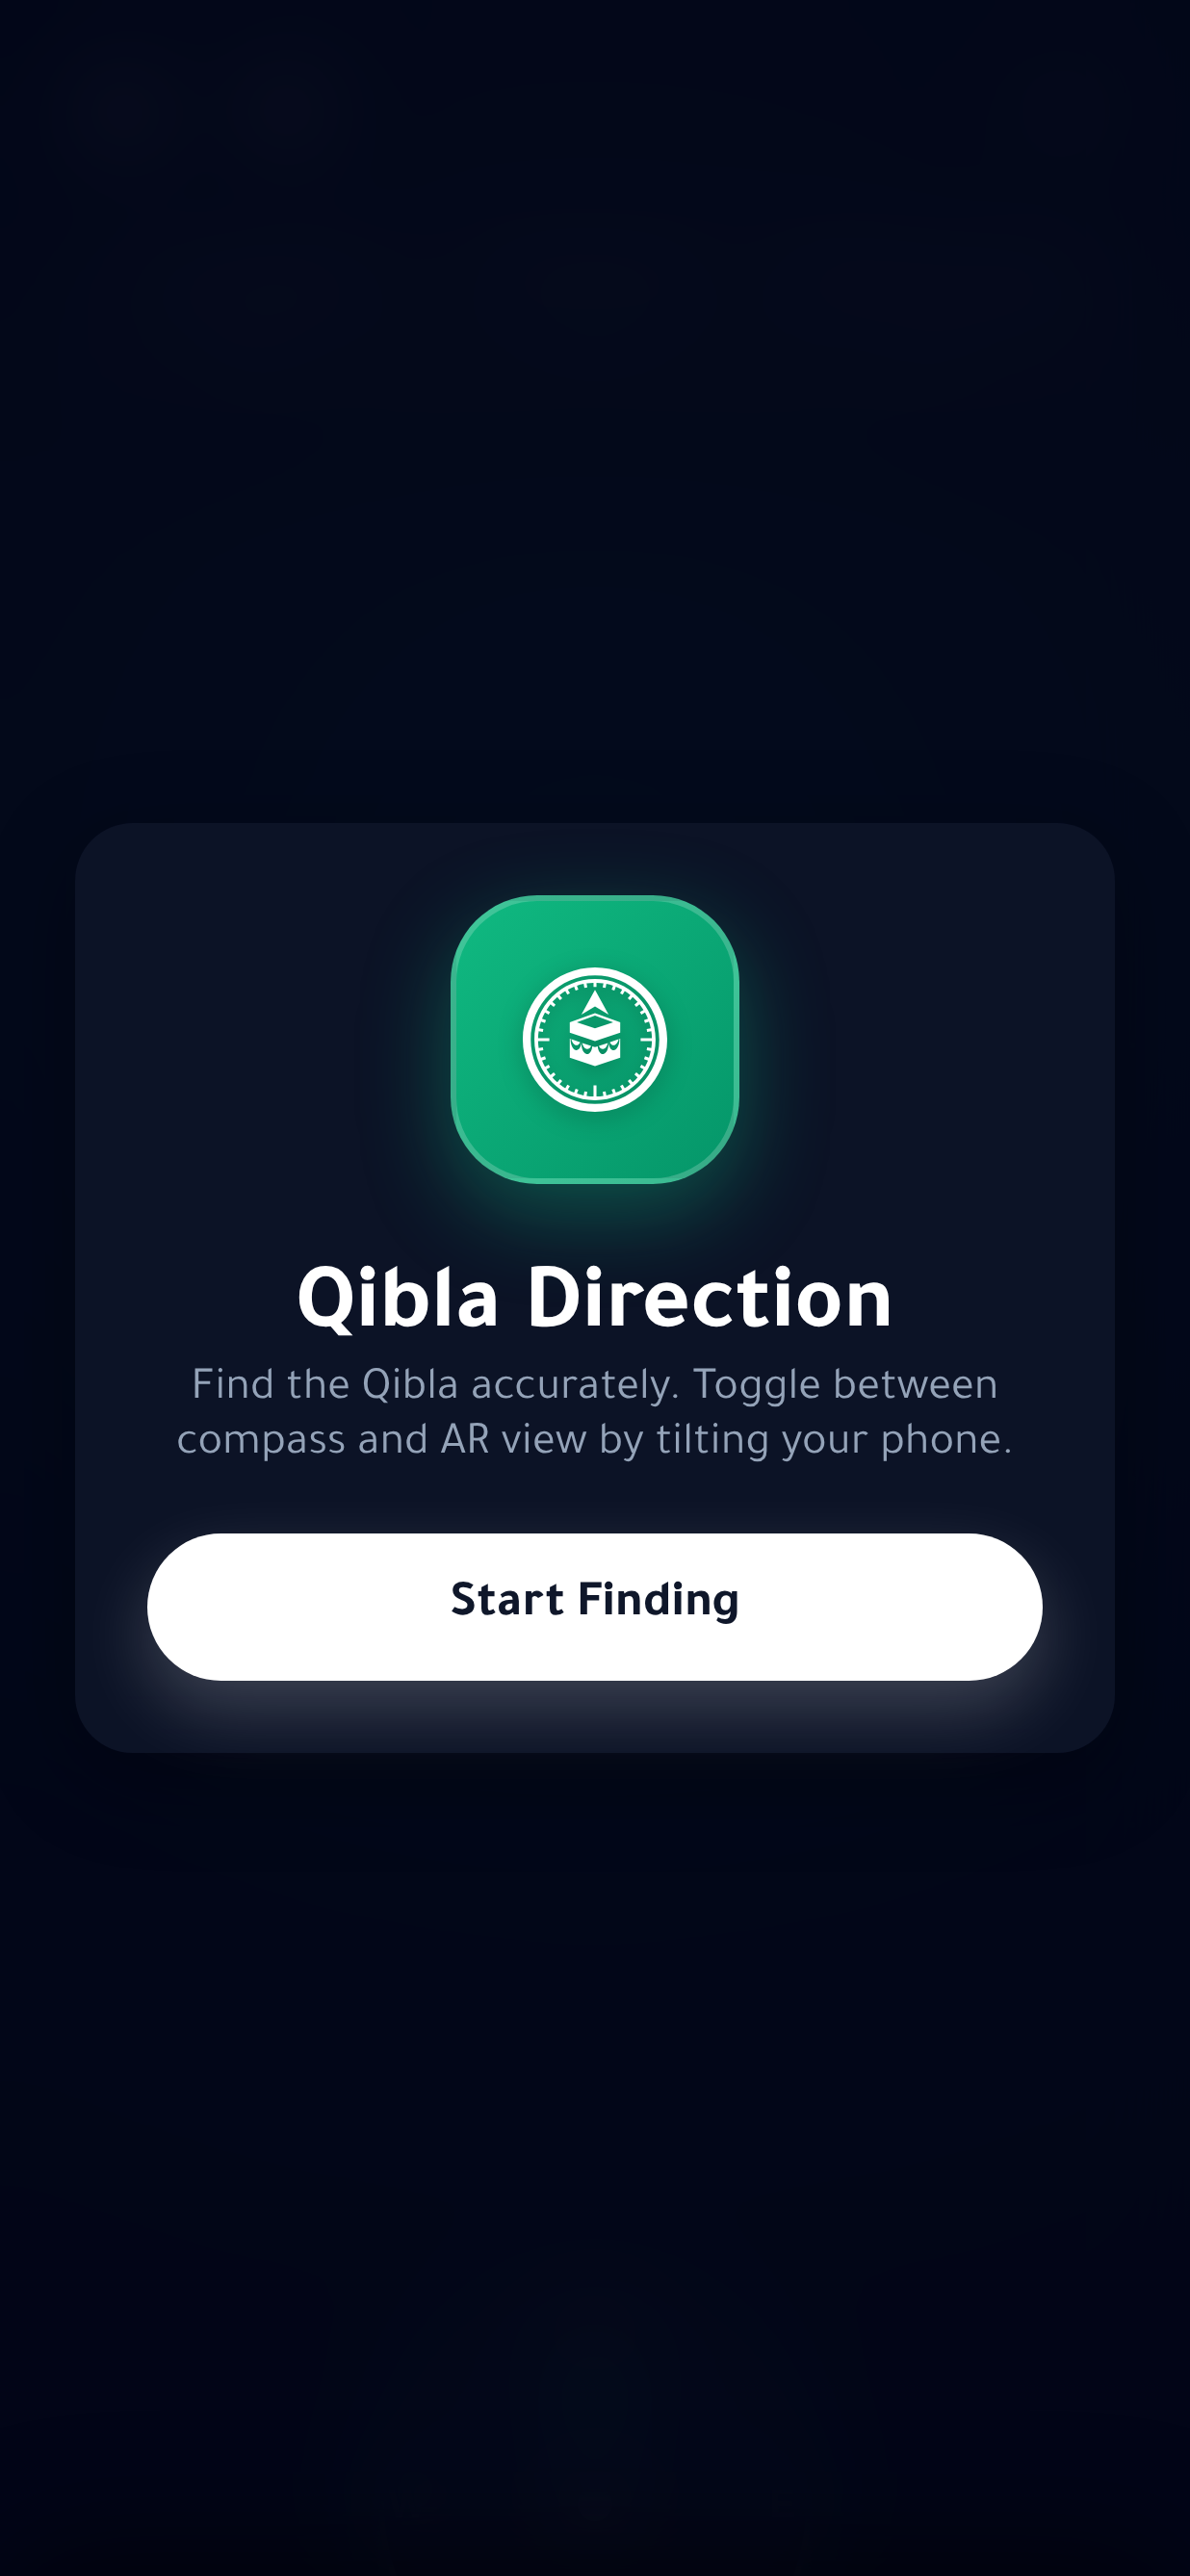 Qibla Direction
Find the Qibla accurately. Toggle between
compass and AR view by tilting your phone.
Start Finding